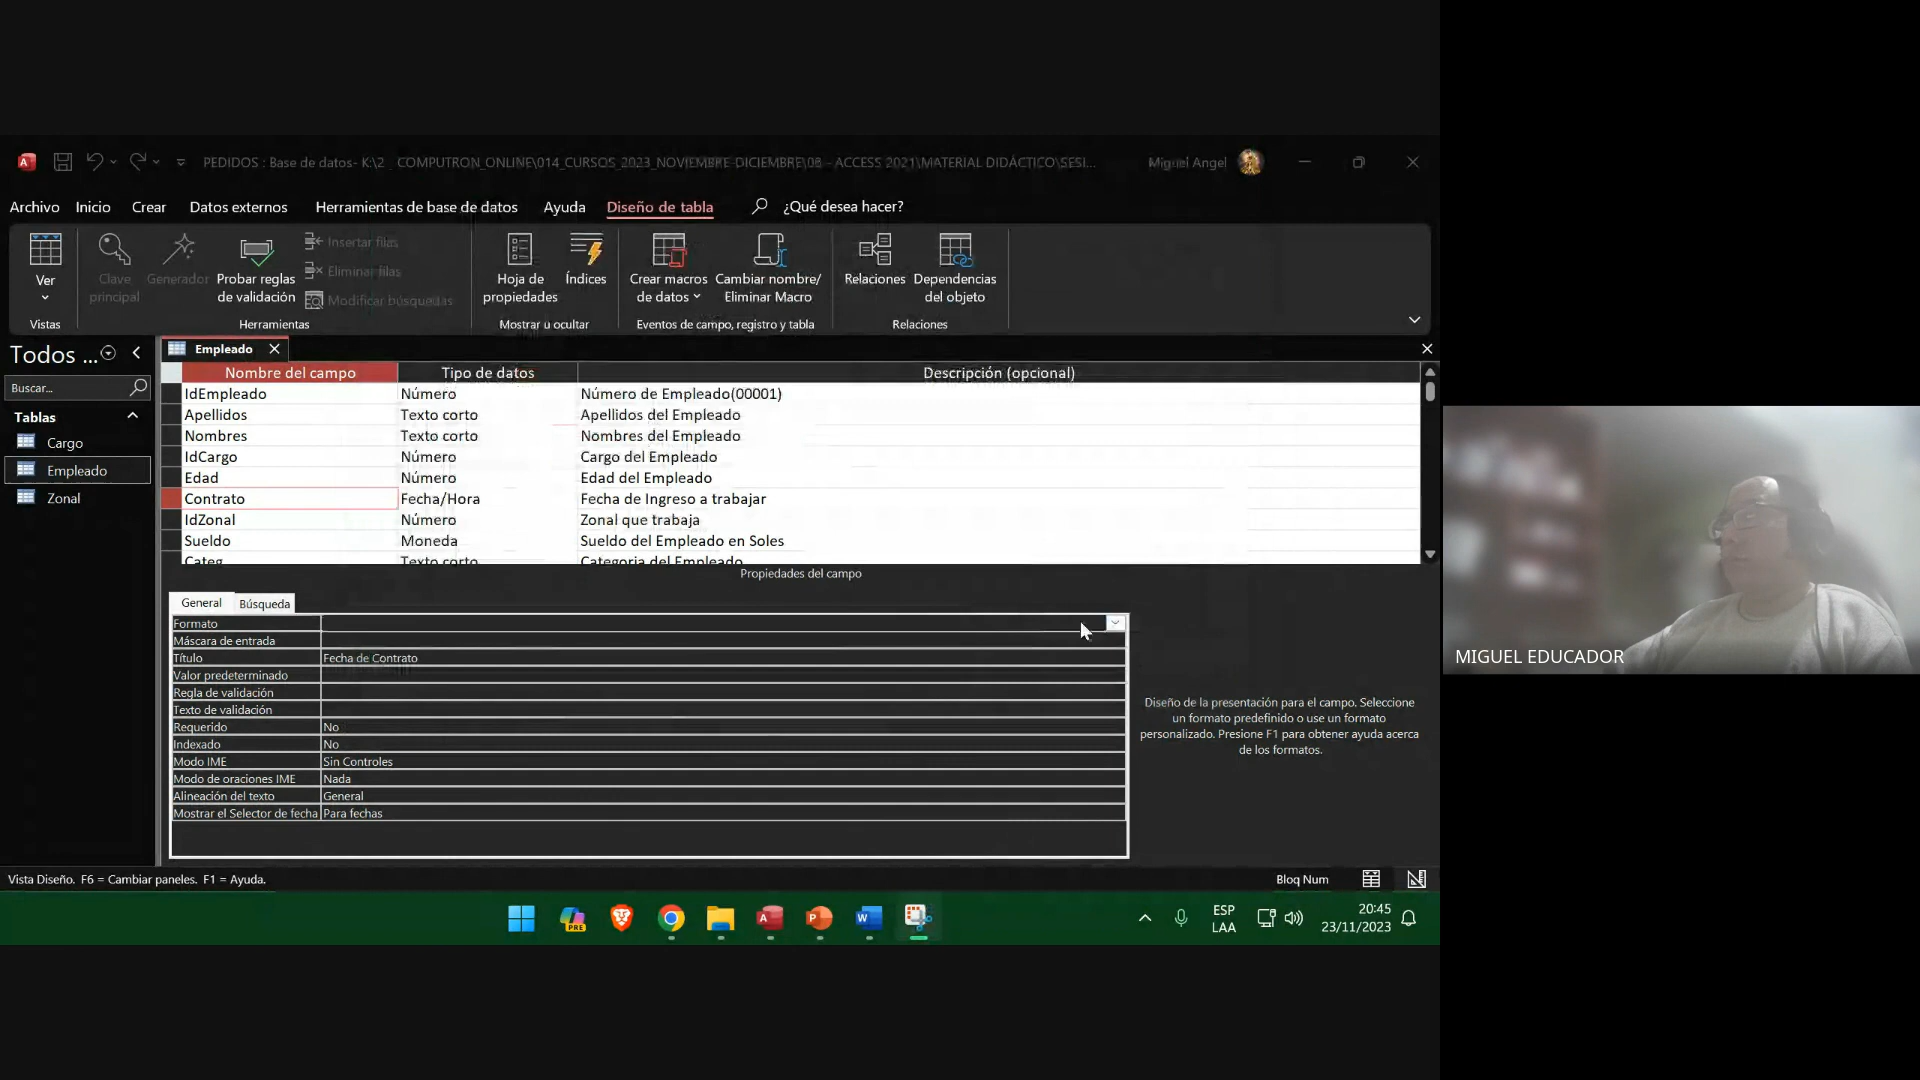 PEDIDOS : Base de datos- K:\2 COMPUTRON_ONLINE\014_CURSOS_2023_NOVIEMBRE-DICIEMBRE\06 - ACCESS 2021\MATERIAL DIDÁCTICO\SESI...
Miguel Angel
Archivo Inicio Crear Datos externos Herramientas de base de datos Ayuda Diseño de tabla ¿Qué desea hacer?
Ver
Clave principal
Generador
Probar reglas de validación
Insertar filas
Eliminar filas
Modificar búsquedas
Hoja de propiedades
Índices
Crear macros de datos
Cambiar nombre/ Eliminar Macro
Relaciones
Dependencias del objeto
Vistas Herramientas Mostrar u ocultar Eventos de campo, registro y tabla Relaciones
Todos ...
Buscar...
Tablas
Cargo
Empleado
Zonal
Empleado
Nombre del campo Tipo de datos Descripción (opcional)
IdEmpleado Número Número de Empleado(00001)
Apellidos Texto corto Apellidos del Empleado
Nombres Texto corto Nombres del Empleado
IdCargo Número Cargo del Empleado
Edad Número Edad del Empleado
Contrato Fecha/Hora Fecha de Ingreso a trabajar
IdZonal Número Zonal que trabaja
Sueldo Moneda Sueldo del Empleado en Soles
Categ Texto corto Categoria del Empleado
Propiedades del campo
General Búsqueda
Formato
Máscara de entrada
Título Fecha de Contrato
Valor predeterminado
Regla de validación
Texto de validación
Requerido No
Indexado No
Modo IME Sin Controles
Modo de oraciones IME Nada
Alineación del texto General
Mostrar el Selector de fecha Para fechas
Diseño de la presentación para el campo. Seleccione
un formato predefinido o use un formato
personalizado. Presione F1 para obtener ayuda acerca
de los formatos.
Vista Diseño. F6 = Cambiar paneles. F1 = Ayuda.
Bloq Num
PRE
ESP
LAA
20:45
23/11/2023
MIGUEL EDUCADOR